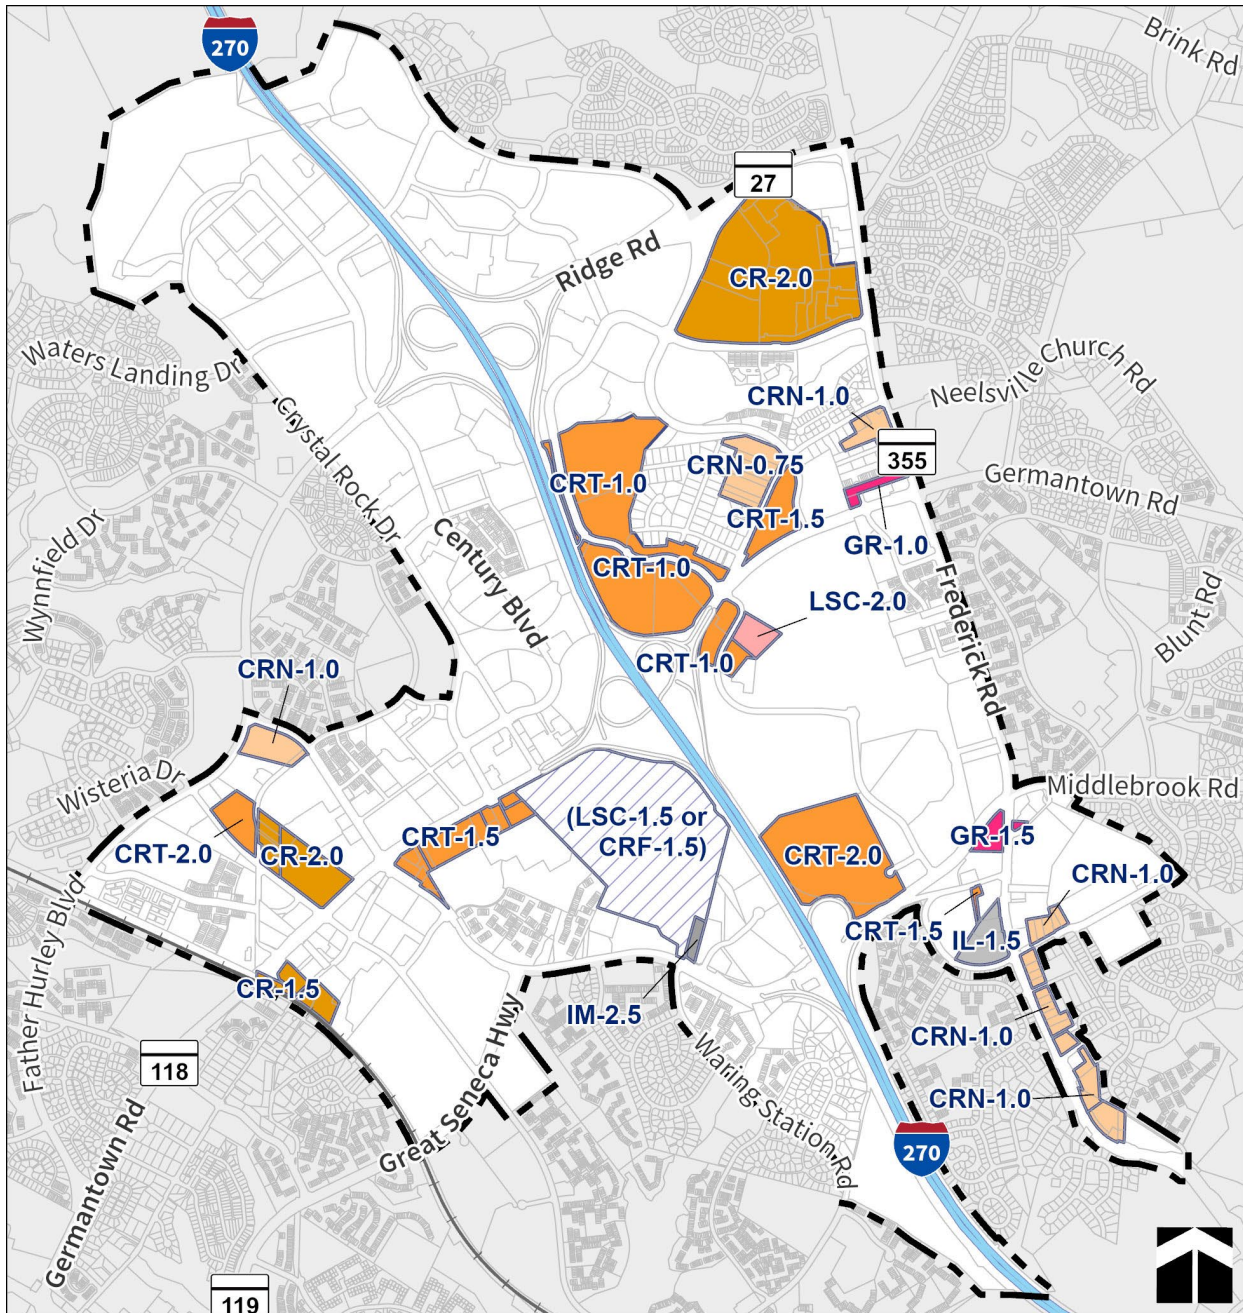 270
Brink Rd
27
Ridge Rd
CR-2.0
Waters Landing Dr
Neelsville Church Rd
CRN-1.0
Crystal Rock Dr
355
CRN-0.75
CRT-1.0
Germantown Rd
CRT-1.5
Wynnfield Dr
Century Blvd
GR-1.0
CRT-1.0
LSC-2.0
Frederick Rd
Blunt Rd
CRN-1.0
CRT-1.0
Wisteria Dr
Middlebrook Rd
(LSC-1.5 or
CRF-1.5)
CRT-1.5
GR-1.5
CRT-2.0
CR-2.0
CRT-2.0
CRN-1.0
Father Hurley Blvd
CRT-1.5
IL-1.5
CR-1.5
IM-2.5
CRN-1.0
Great Seneca Hwy
118
Waring Station Rd
CRN-1.0
Germantown Rd
270
119